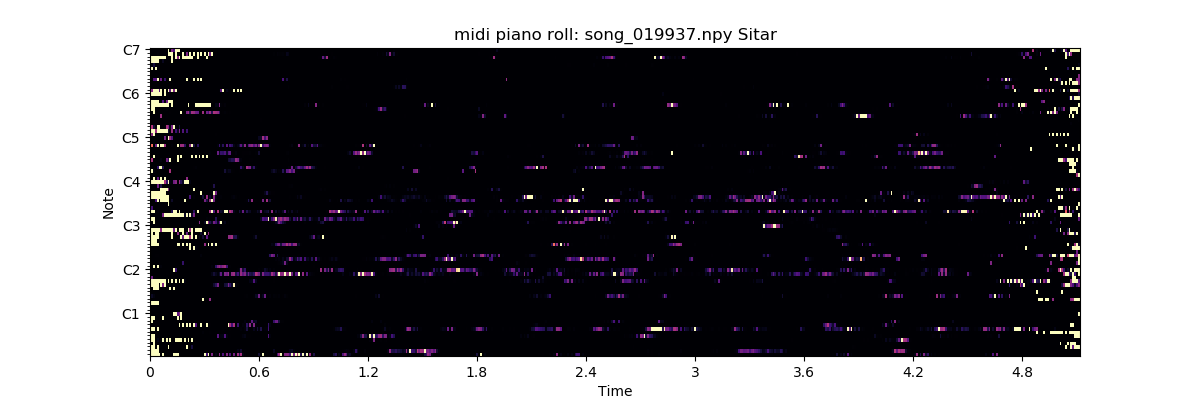 midi piano roll: song_019937.npy Sitar
C7
C6
C5
C4
C3
C2
C1
Note
0 0.6 1.2 1.8 2.4 3 3.6 4.2 4.8
Time